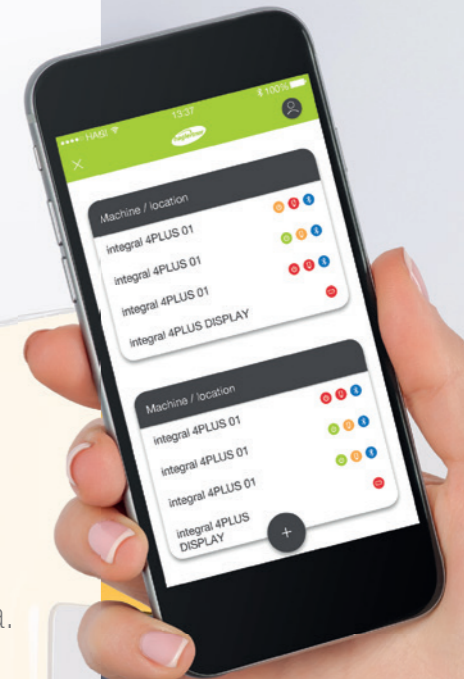 HAGI 13:37 100%
Machine / location
integral 4PLUS 01
integral 4PLUS 01
integral 4PLUS 01
integral 4PLUS DISPLAY
Machine / location
integral 4PLUS 01
integral 4PLUS 01
integral 4PLUS 01
integral 4PLUS
DISPLAY
+
a.